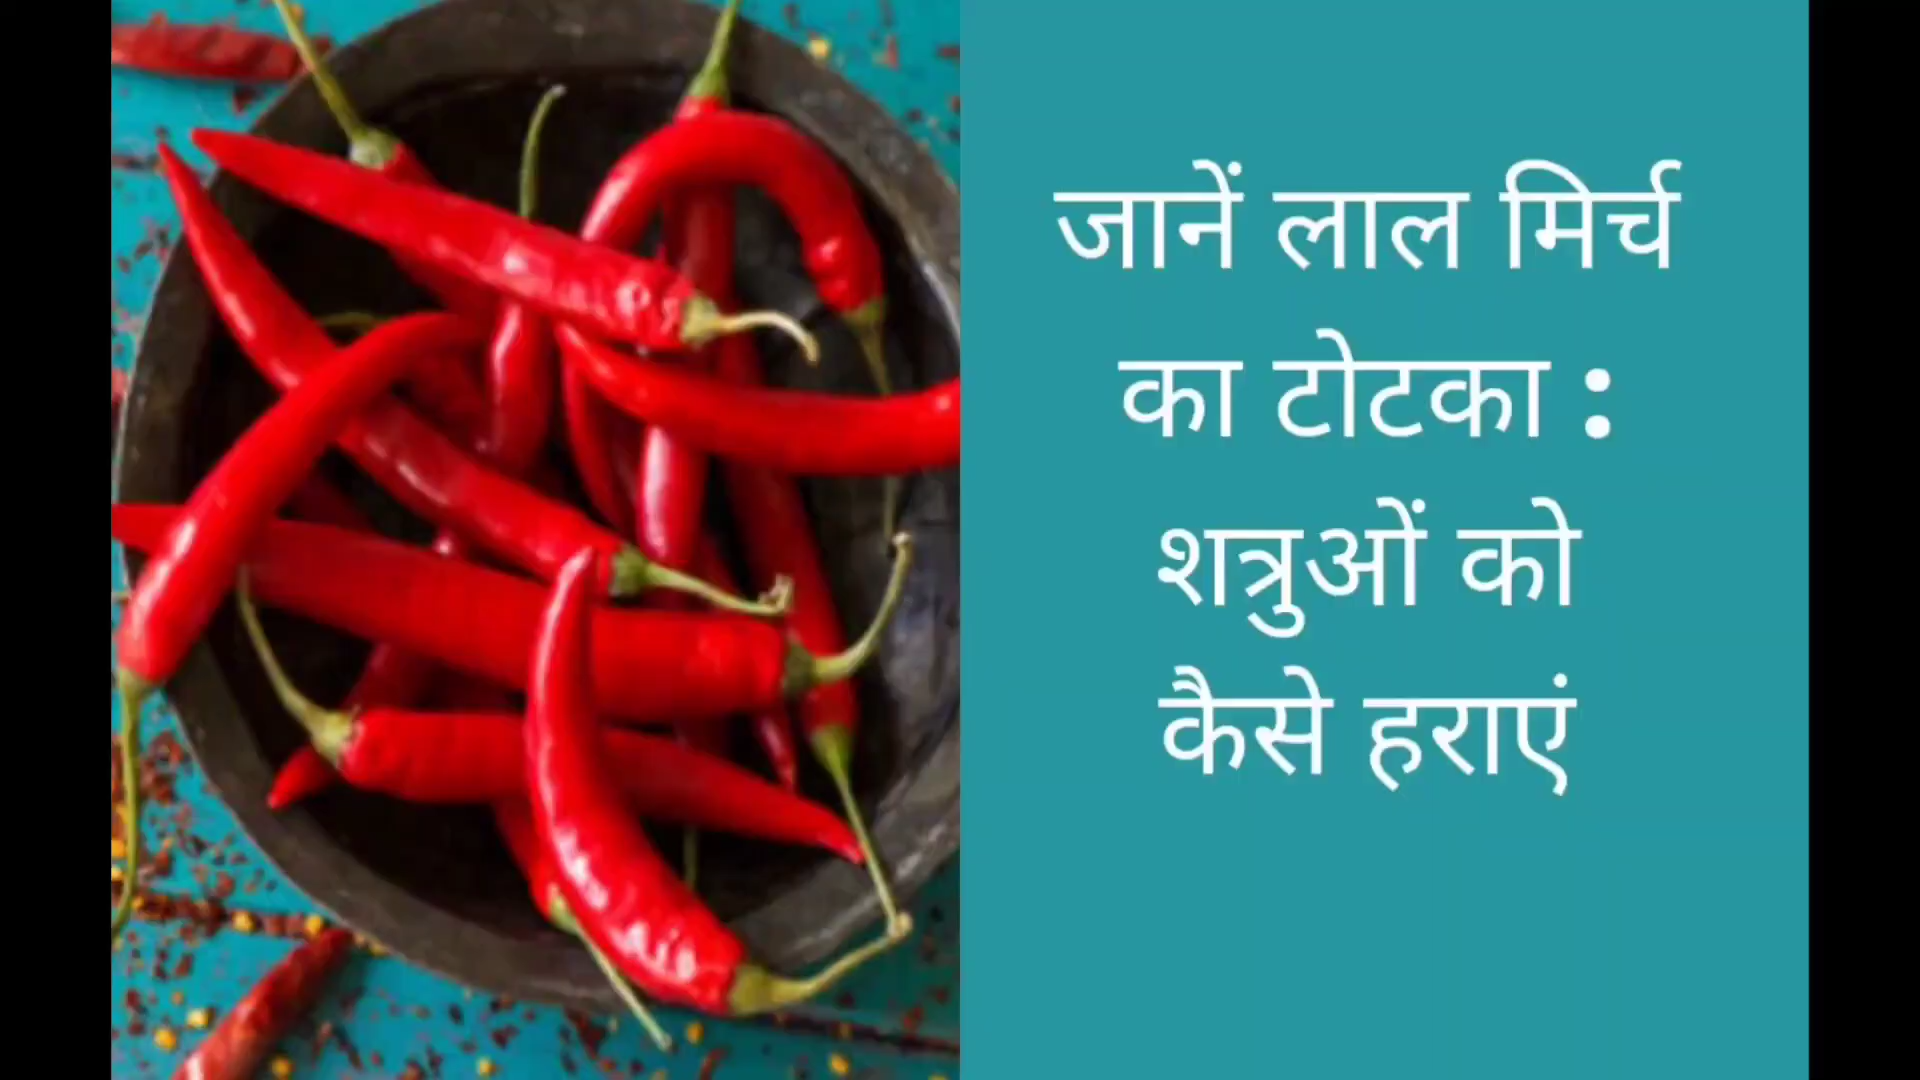 जानें लाल मिर्च
का टोटका :
शत्रुओं को
कैसे हराएं